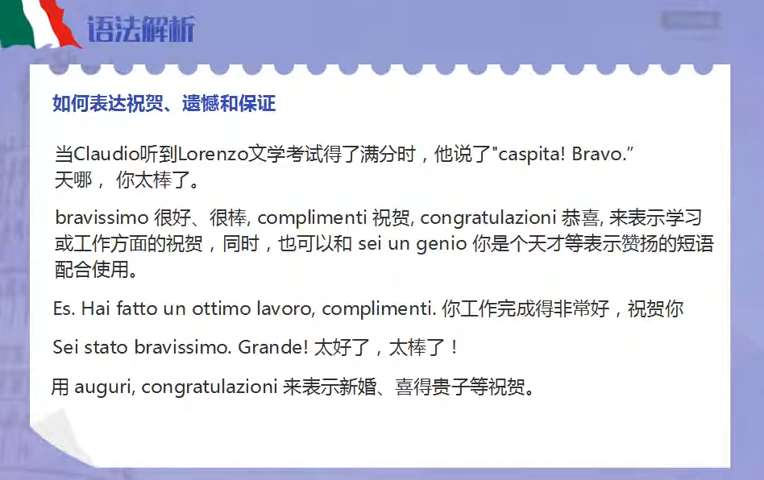 语法解析
如何表达祝贺、遗憾和保证
当Claudio听到Lorenzo文学考试得了满分时，他说了"caspita! Bravo.”
天哪， 你太棒了。
bravissimo 很好、很棒, complimenti 祝贺, congratulazioni 恭喜, 来表示学习
或工作方面的祝贺，同时，也可以和 sei un genio 你是个天才等表示赞扬的短语
配合使用。
Es. Hai fatto un ottimo lavoro, complimenti. 你工作完成得非常好，祝贺你
Sei stato bravissimo. Grande! 太好了，太棒了！
用 auguri, congratulazioni 来表示新婚、喜得贵子等祝贺。